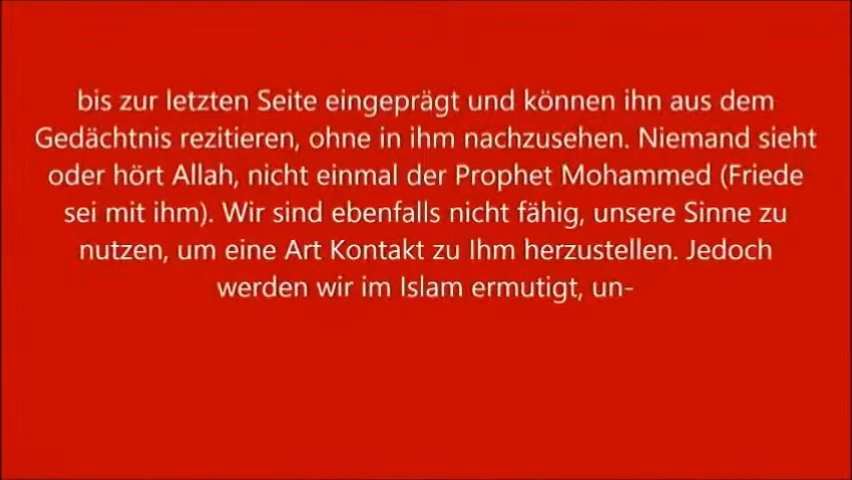 bis zur letzten Seite eingeprägt und können ihn aus dem
Gedächtnis rezitieren, ohne in ihm nachzusehen. Niemand sieht
oder hört Allah, nicht einmal der Prophet Mohammed (Friede
sei mit ihm). Wir sind ebenfalls nicht fähig, unsere Sinne zu
nutzen, um eine Art Kontakt zu Ihm herzustellen. Jedoch
werden wir im Islam ermutigt, un-